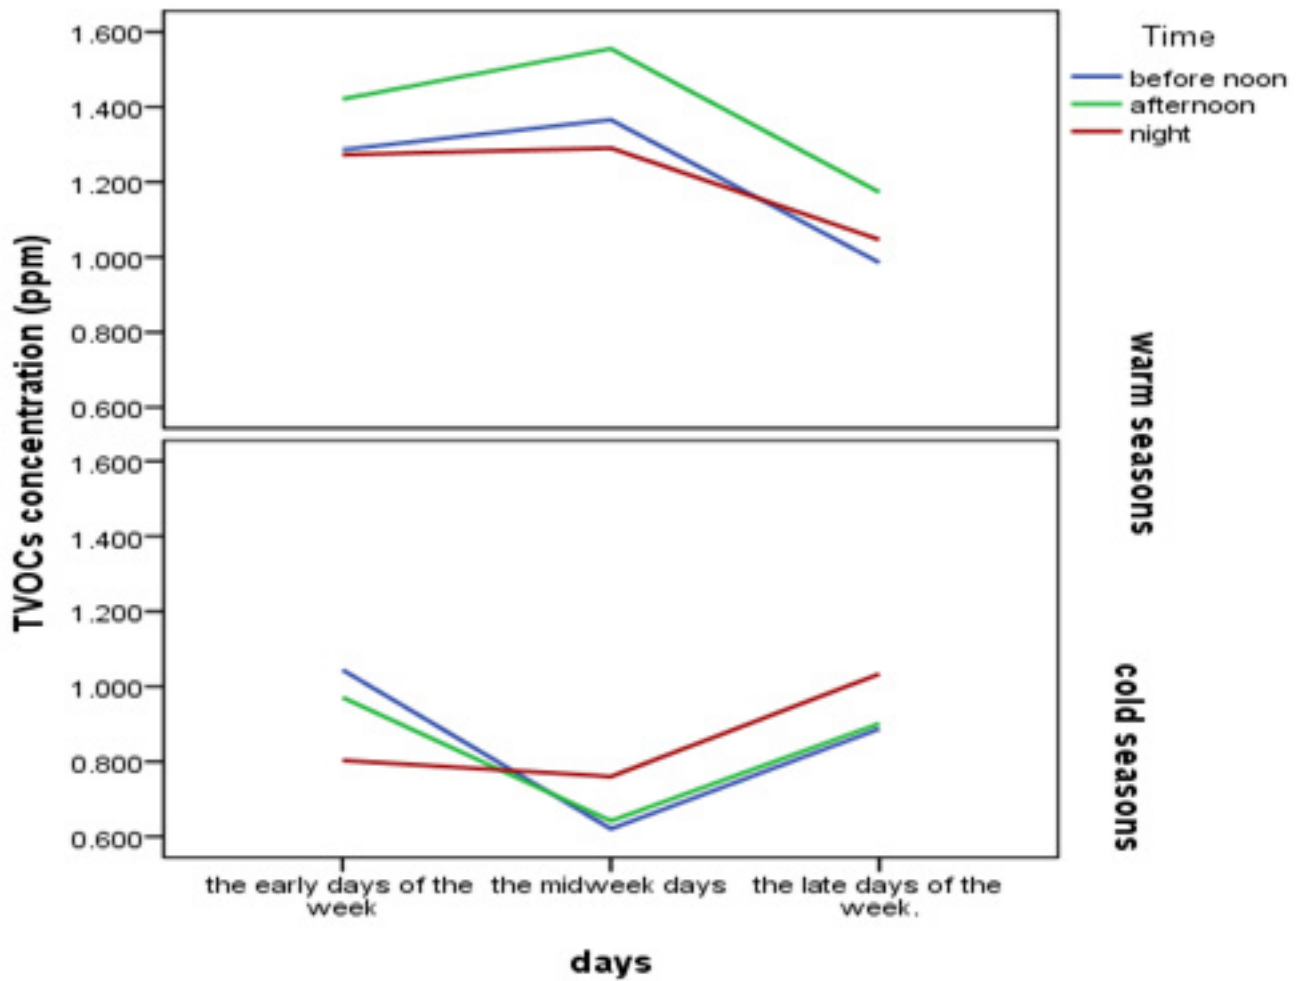 Time
before noon
afternoon
night
TVOCs concentration (ppm)
1.600
1.400
1.200
1.000
0.800
0.600
warm seasons
1.600
1.400
1.200
1.000
0.800
0.600
cold seasons
the early days of the
week
the midweek days
the late days of the
week.
days